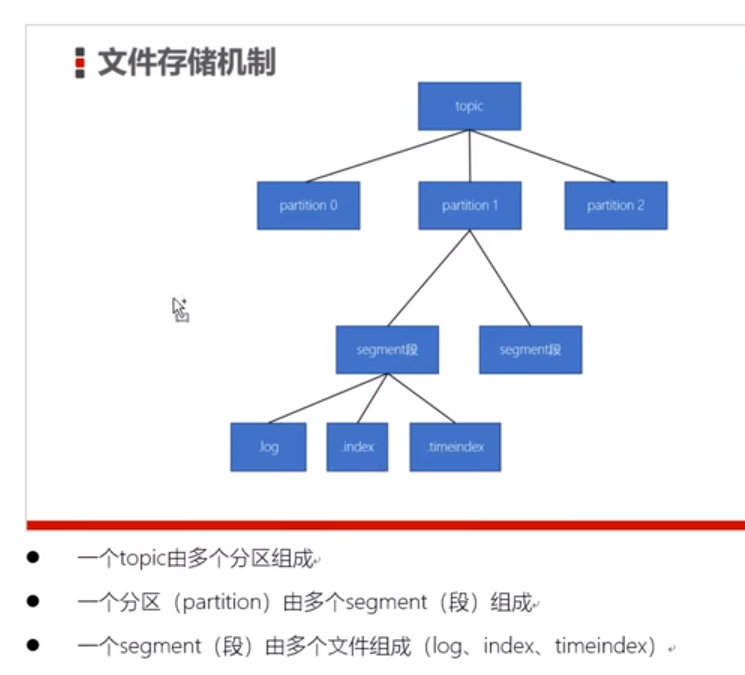 文件存储机制
topic
partition 0
partition 1
partition 2
segment段
segment段
.log
.index
.timeindex
一个topic由多个分区组成
一个分区（partition）由多个segment（段）组成
一个segment（段）由多个文件组成（log、index、timeindex）